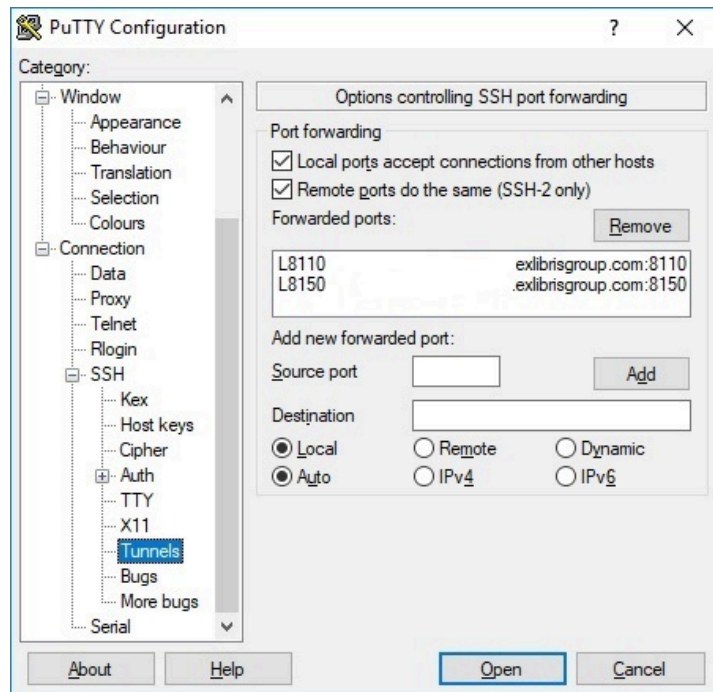 PuTTY Configuration
?
Category:
Window
Appearance
Behaviour
Translation
Selection
Colours
Connection
Data
Proxy
Telnet
Rlogin
SSH
Kex
Host keys
Cipher
Auth
TTY
X11
Tunnels
Bugs
More bugs
Serial
Options controlling SSH port forwarding
Port forwarding
Local ports accept connections from other hosts
Remote ports do the same (SSH-2 only)
Forwarded ports:
Remove
L8110 exlibrisgroup.com:8110
L8150 .exlibrisgroup.com:8150
Add new forwarded port:
Source port
Add
Destination
Local Remote Dynamic
Auto IPv4 IPv6
About Help Open Cancel